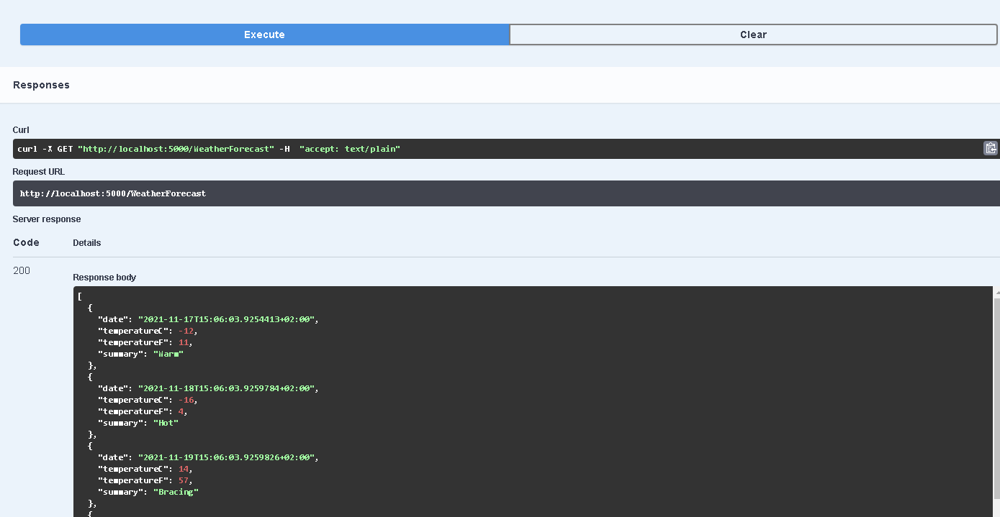 Execute Clear
Responses
Curl
curl -X GET "http://localhost:5000/WeatherForecast" -H  "accept: text/plain"
Request URL
http://localhost:5000/WeatherForecast
Server response
Code Details
200
Response body
[
  {
    "date": "2021-11-17T15:06:03.9254413+02:00",
    "temperatureC": -12,
    "temperatureF": 11,
    "summary": "Warm"
  },
  {
    "date": "2021-11-18T15:06:03.9259784+02:00",
    "temperatureC": -16,
    "temperatureF": 4,
    "summary": "Hot"
  },
  {
    "date": "2021-11-19T15:06:03.9259826+02:00",
    "temperatureC": 14,
    "temperatureF": 57,
    "summary": "Bracing"
  },
  {